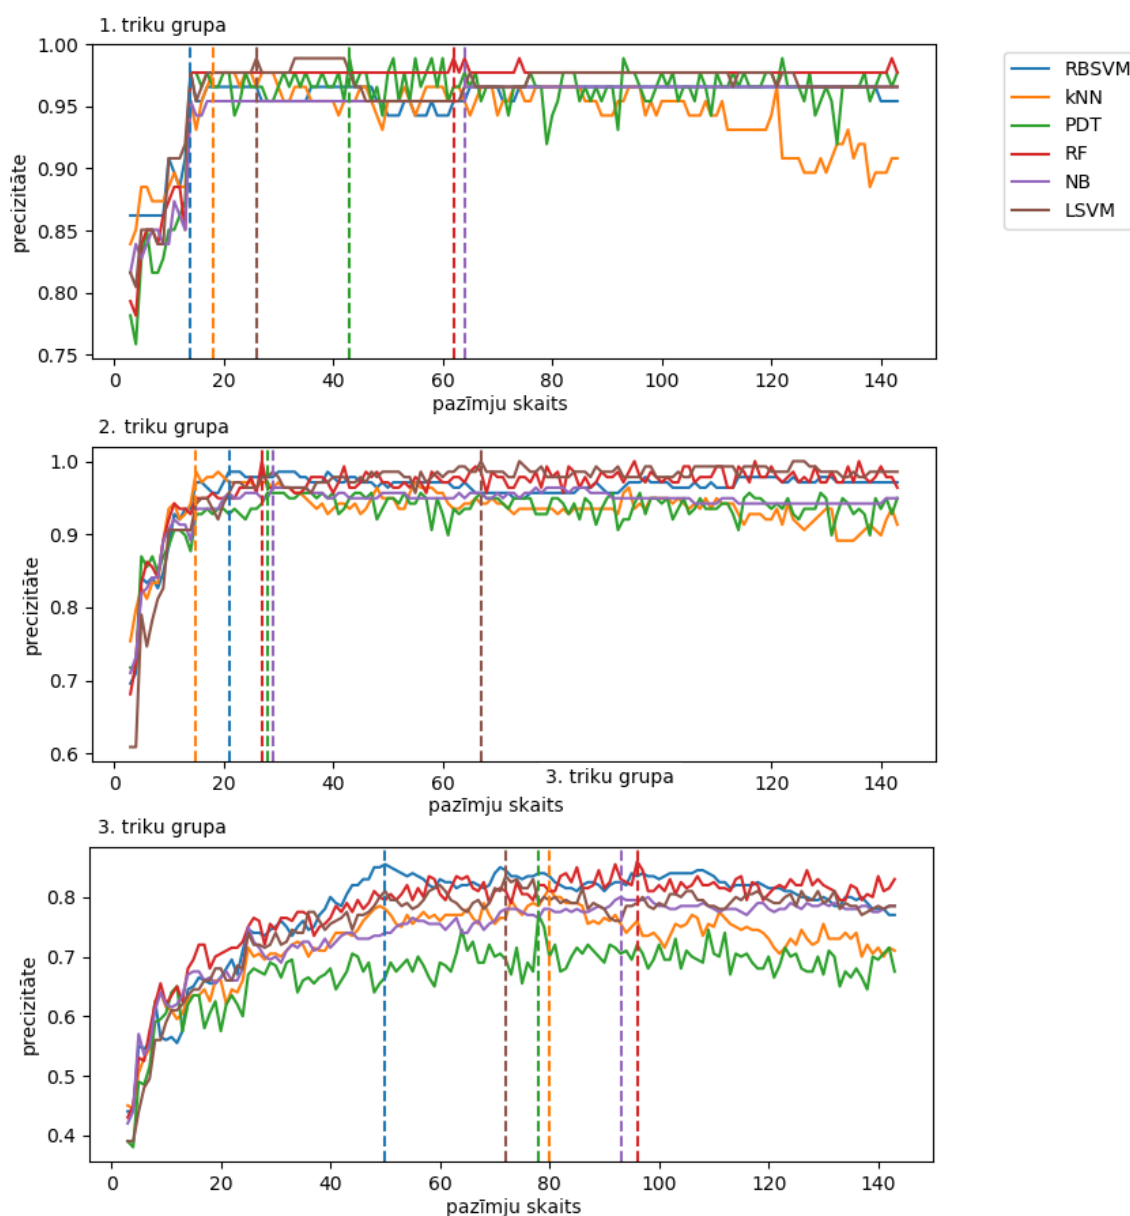 1. triku grupa
1.00
0.95
0.90
0.85
0.80
0.75
precizitāte
0 20 40 60 80 100 120 140
pazīmju skaits
RBSVM
kNN
PDT
RF
NB
LSVM
2. triku grupa
1.0
0.9
0.8
0.7
0.6
precizitāte
0 20 40 60 120 140
3. triku grupa
pazīmju skaits
3. triku grupa
0.8
0.7
0.6
0.5
0.4
precizitāte
0 20 40 60 80 100 120 140
pazīmju skaits